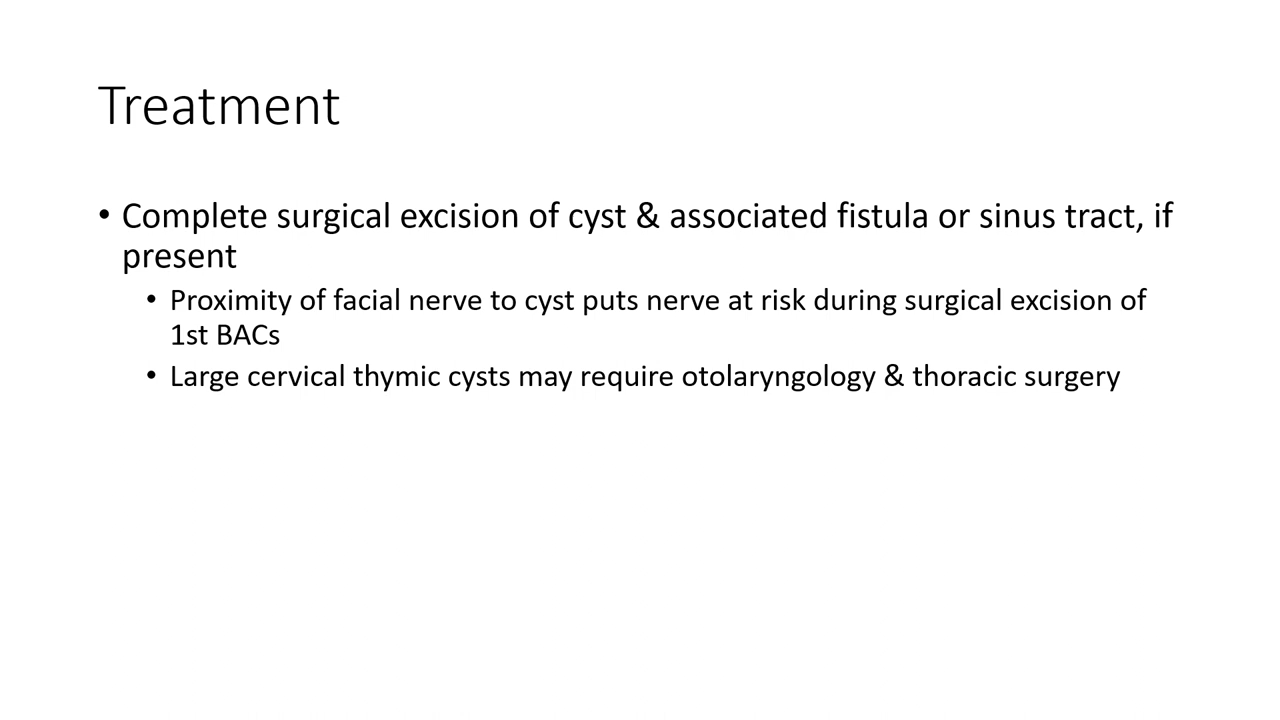 Treatment
• Complete surgical excision of cyst & associated fistula or sinus tract, if
present
• Proximity of facial nerve to cyst puts nerve at risk during surgical excision of
1st BACs
• Large cervical thymic cysts may require otolaryngology & thoracic surgery